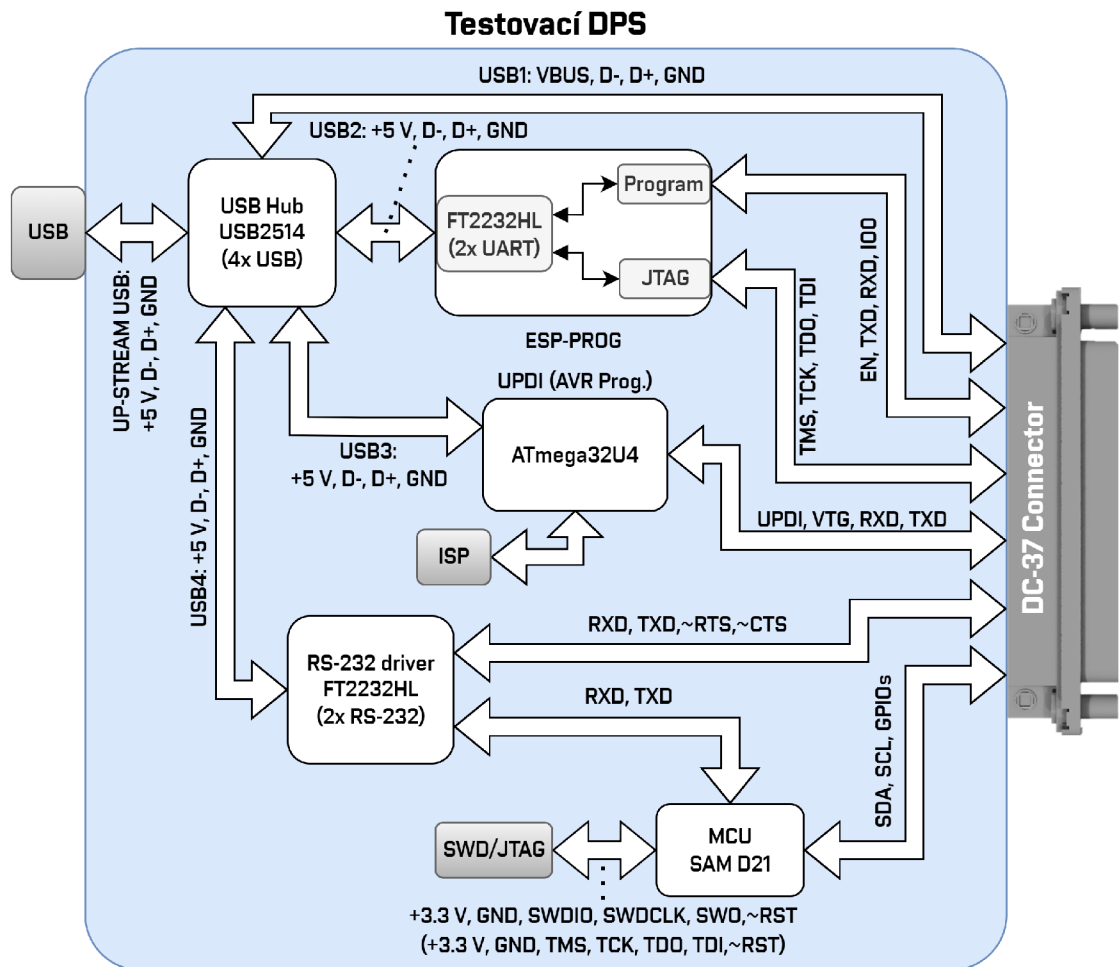 Testovací DPS
USB1: VBUS, D-, D+, GND
USB2: +5 V, D-, D+, GND
USB
USB Hub
USB2514
(4x USB)
FT2232HL
(2x UART)
Program
JTAG
ESP-PROG
UP-STREAM USB:
+5 V, D-, D+, GND
EN, TXD, RXD, IO0
TMS, TCK, TDO, TDI
UPDI (AVR Prog.)
ATmega32U4
USB3:
+5 V, D-, D+, GND
USB4: +5 V, D-, D+, GND
ISP
UPDI, VTG, RXD, TXD
DC-37 Connector
RS-232 driver
FT2232HL
(2x RS-232)
RXD, TXD,~RTS,~CTS
RXD, TXD
SDA, SCL, GPIOs
SWD/JTAG
MCU
SAM D21
+3.3 V, GND, SWDIO, SWDCLK, SWO,~RST
(+3.3 V, GND, TMS, TCK, TDO, TDI,~RST)